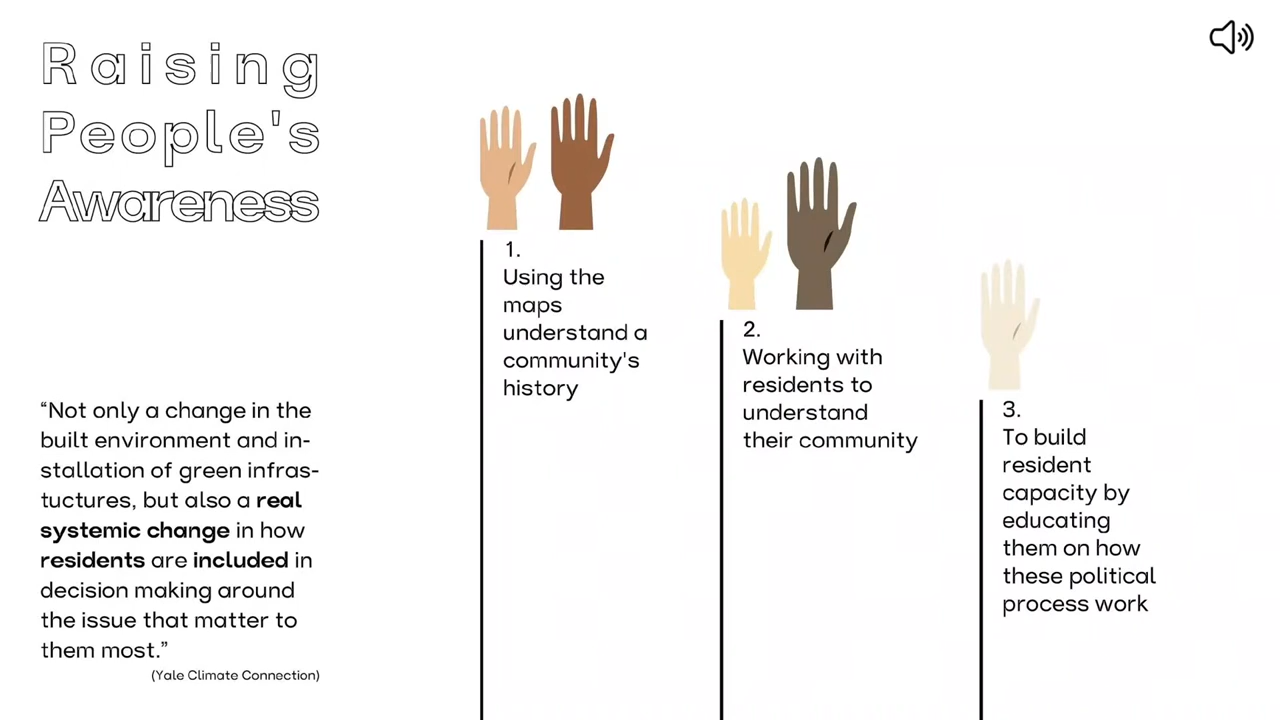 Raising
People's
Awareness
“Not only a change in the
built environment and in-
stallation of green infras-
tuctures, but also a real
systemic change in how
residents are included in
decision making around
the issue that matter to
them most.”
(Yale Climate Connection)
1.
Using the
maps
understand a
community's
history
2.
Working with
residents to
understand
their community
3.
To build
resident
capacity by
educating
them on how
these political
process work